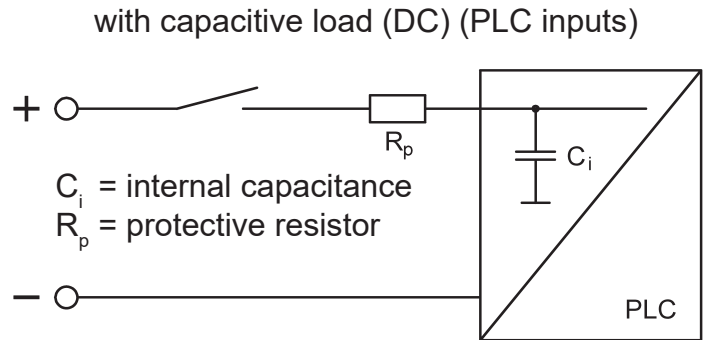 with capacitive load (DC) (PLC inputs)
+
Rp
Ci
Ci = internal capacitance
Rp = protective resistor
−
PLC